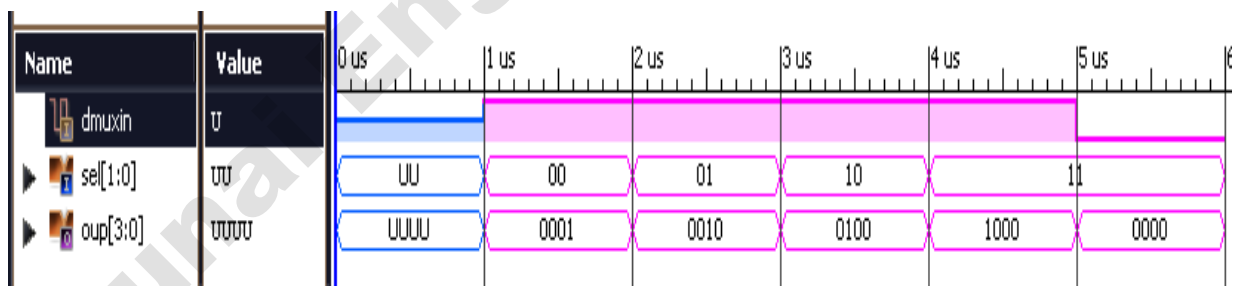 Name Value 0 us 1 us 2 us 3 us 4 us 5 us 6
dmuxin U
sel[1:0] UU UU 00 01 10 11
oup[3:0] UUUU UUUU 0001 0010 0100 1000 0000